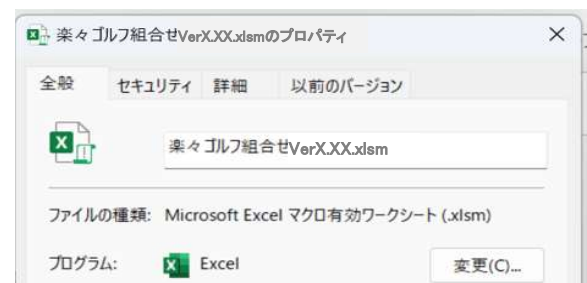 楽々ゴルフ組合せVerX.XX.xlsmのプロパティ
全般 セキュリティ 詳細 以前のバージョン
楽々ゴルフ組合せVerX.XX.xlsm
ファイルの種類: Microsoft Excel マクロ有効ワークシート (.xlsm)
プログラム: Excel 変更(C)...